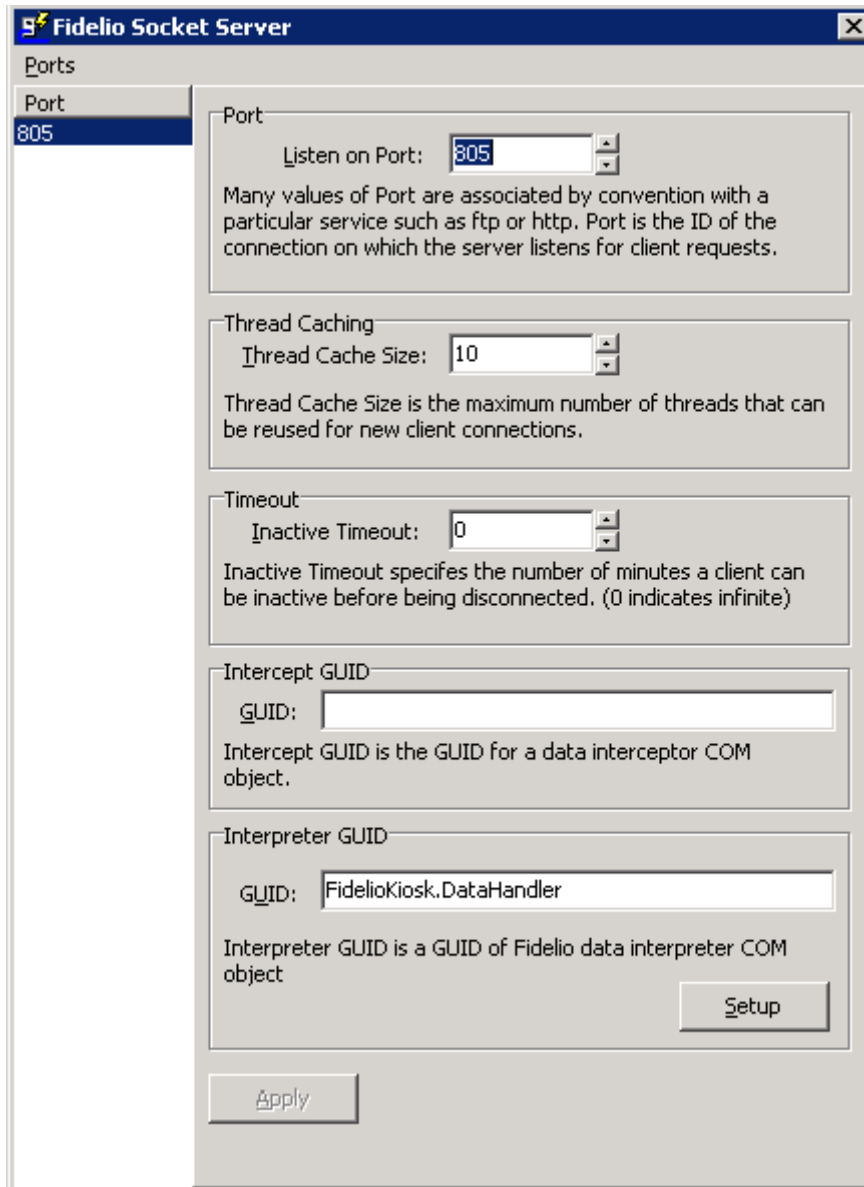 Fidelio Socket Server
Ports
Port
805
Port
Listen on Port: 805
Many values of Port are associated by convention with a
particular service such as ftp or http. Port is the ID of the
connection on which the server listens for client requests.
Thread Caching
Thread Cache Size: 10
Thread Cache Size is the maximum number of threads that can
be reused for new client connections.
Timeout
Inactive Timeout: 0
Inactive Timeout specifes the number of minutes a client can
be inactive before being disconnected. (0 indicates infinite)
Intercept GUID
GUID:
Intercept GUID is the GUID for a data interceptor COM
object.
Interpreter GUID
GUID: FidelioKiosk.DataHandler
Interpreter GUID is a GUID of Fidelio data interpreter COM
object
Setup
Apply